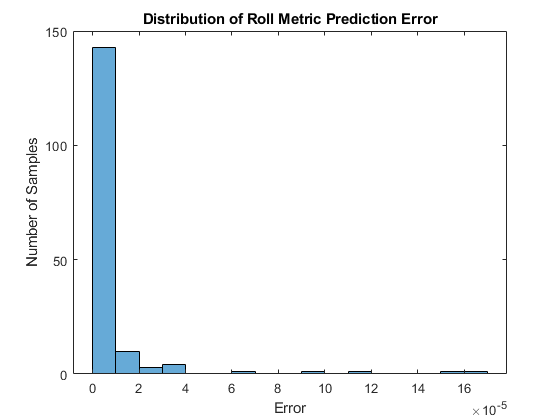 Distribution of Roll Metric Prediction Error
150
100
50
0
Number of Samples
0 2 4 6 8 10 12 14 16
×10-5
Error